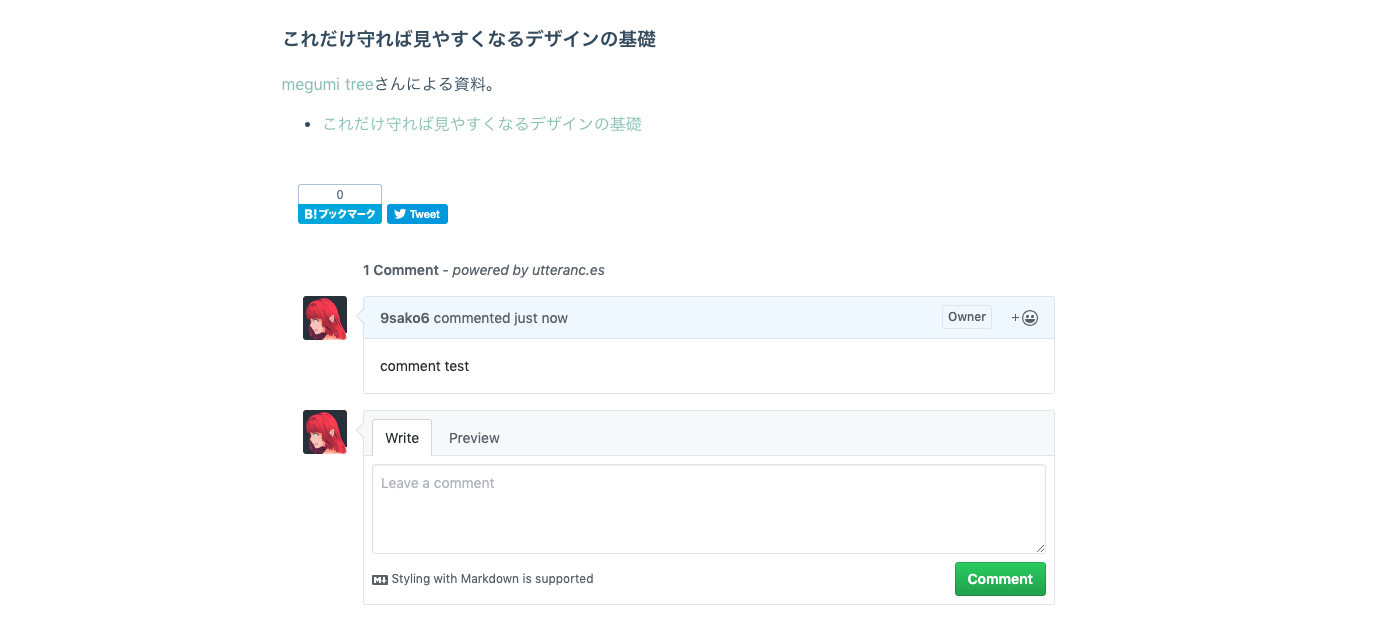 これだけ守れば見やすくなるデザインの基礎
megumi treeさんによる資料。
• これだけ守れば見やすくなるデザインの基礎
0
B!ブックマーク Tweet
1 Comment - powered by utteranc.es
9sako6 commented just now Owner +
comment test
Write Preview
Leave a comment
Styling with Markdown is supported Comment